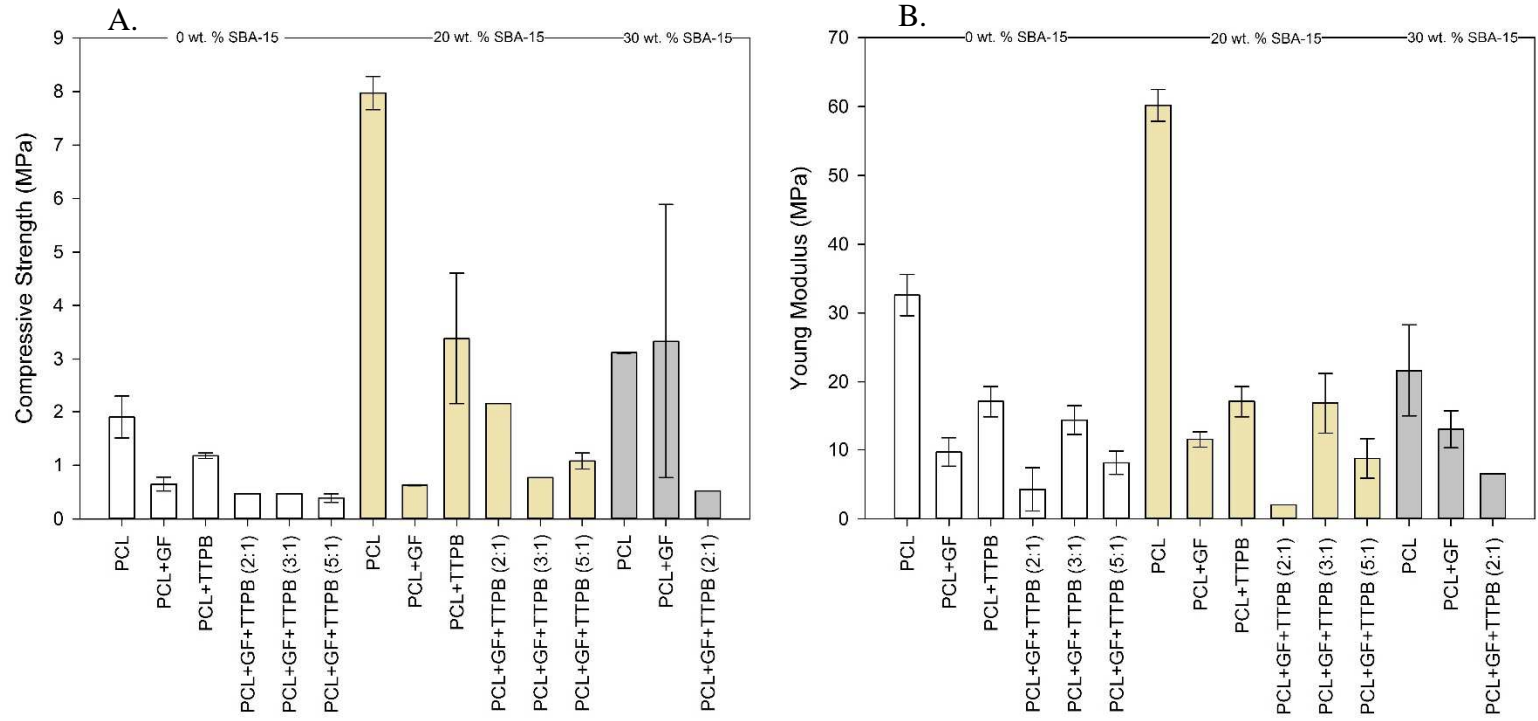 A.
0 wt. % SBA-15
20 wt. % SBA-15
30 wt. % SBA-15
Compressive Strength (MPa)
9
8
7
6
5
4
3
2
1
0
PCL
PCL+GF
PCL+TTPB
PCL+GF+TTPB (2:1)
PCL+GF+TTPB (3:1)
PCL+GF+TTPB (5:1)
PCL
PCL+GF
PCL+TTPB
PCL+GF+TTPB (2:1)
PCL+GF+TTPB (3:1)
PCL+GF+TTPB (5:1)
PCL
PCL+GF
PCL+GF+TTPB (2:1)
B.
0 wt. % SBA-15
20 wt. % SBA-15
30 wt. % SBA-15
Young Modulus (MPa)
70
60
50
40
30
20
10
0
PCL
PCL+GF
PCL+TTPB
PCL+GF+TTPB (2:1)
PCL+GF+TTPB (3:1)
PCL+GF+TTPB (5:1)
PCL
PCL+GF
PCL+TTPB
PCL+GF+TTPB (2:1)
PCL+GF+TTPB (3:1)
PCL+GF+TTPB (5:1)
PCL
PCL+GF
PCL+GF+TTPB (2:1)